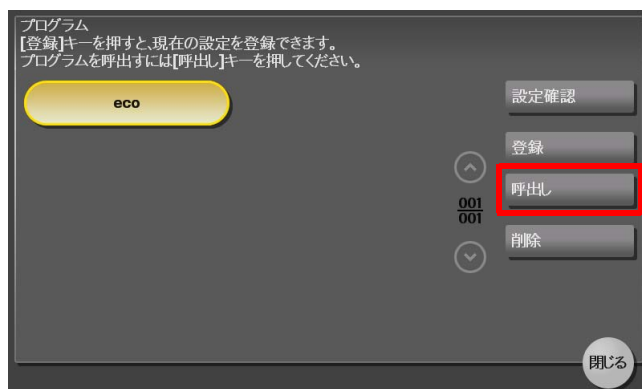 プログラム
[登録]キーを押すと、現在の設定を登録できます。
プログラムを呼出すには[呼出し]キーを押してください。
eco
設定確認
登録
呼出し
001
001
削除
閉じる